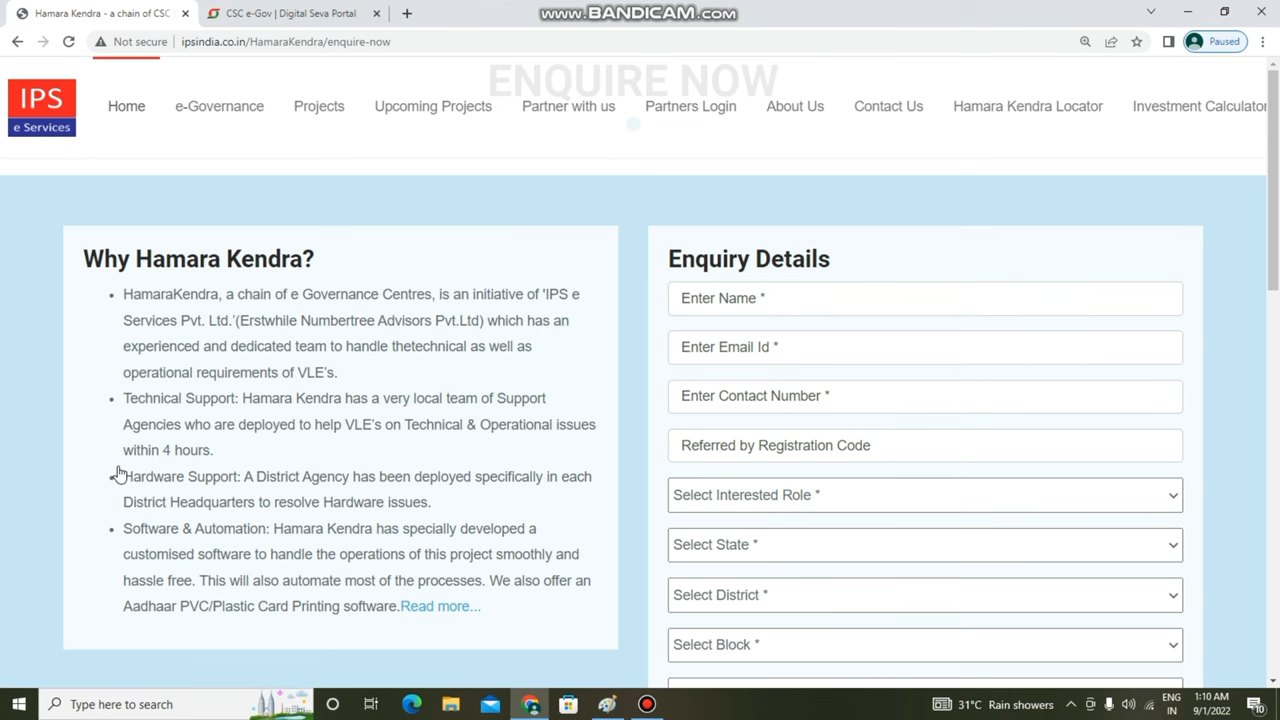 Hamara Kendra - a chain of CSC
CSC e-Gov | Digital Seva Portal
www.BANDICAM.com
Not secure
ipsindia.co.in/HamaraKendra/enquire-now
Paused
ENQUIRE NOW
IPS
e Services
Home
e-Governance
Projects
Upcoming Projects
Partner with us
Partners Login
About Us
Contact Us
Hamara Kendra Locator
Investment Calculator
Why Hamara Kendra?
HamaraKendra, a chain of e Governance Centres, is an initiative of 'IPS e
Services Pvt. Ltd.'(Erstwhile Numbertree Advisors Pvt.Ltd) which has an
experienced and dedicated team to handle thetechnical as well as
operational requirements of VLE's.
Technical Support: Hamara Kendra has a very local team of Support
Agencies who are deployed to help VLE's on Technical & Operational issues
within 4 hours.
Hardware Support: A District Agency has been deployed specifically in each
District Headquarters to resolve Hardware issues.
Software & Automation: Hamara Kendra has specially developed a
customised software to handle the operations of this project smoothly and
hassle free. This will also automate most of the processes. We also offer an
Aadhaar PVC/Plastic Card Printing software.Read more...
Enquiry Details
Enter Name *
Enter Email Id *
Enter Contact Number *
Referred by Registration Code
Select Interested Role *
Select State *
Select District *
Select Block *
Type here to search
31°C Rain showers
ENG
IN
1:10 AM
9/1/2022
10